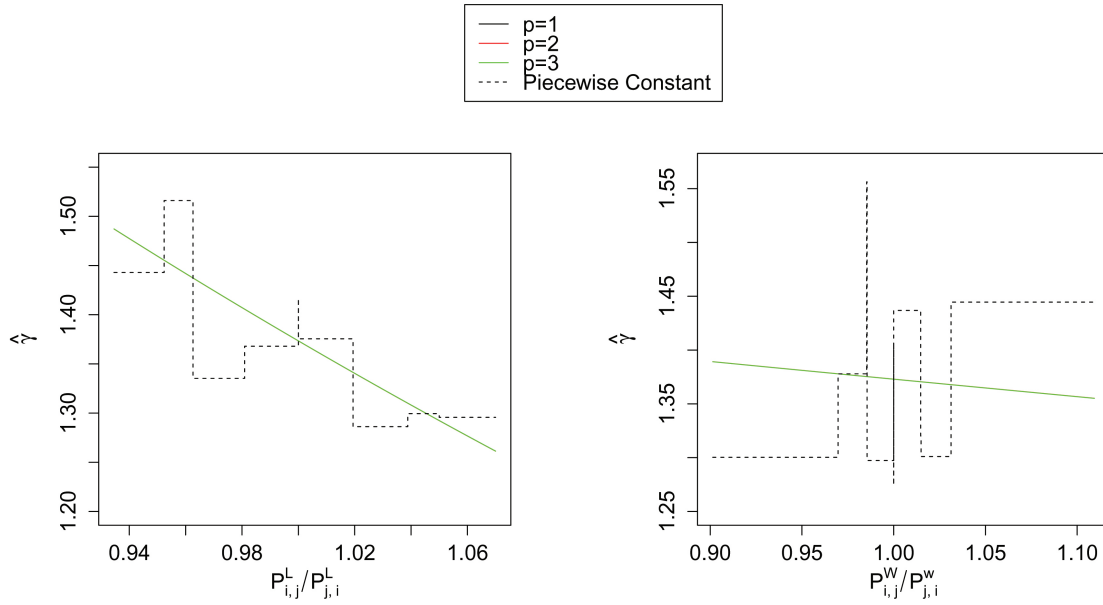 p=1
p=2
p=3
Piecewise Constant
γ̂
1.20
1.30
1.40
1.50
0.94
0.98
1.02
1.06
P^L_{i,j}/P^L_{j,i}
γ̂
1.25
1.35
1.45
1.55
0.90
0.95
1.00
1.05
1.10
P^W_{i,j}/P^w_{j,i}